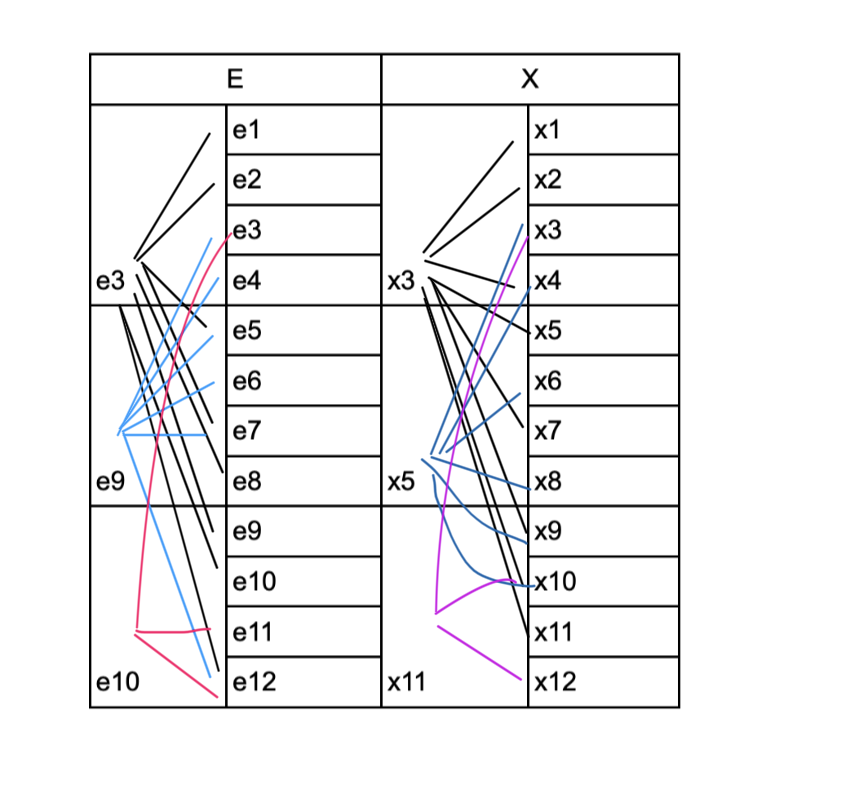 E X
e1 x1
e2 x2
e3 x3
e3 e4 x3 x4
e5 x5
e6 x6
e7 x7
e9 e8 x5 x8
e9 x9
e10 x10
e11 x11
e10 e12 x11 x12